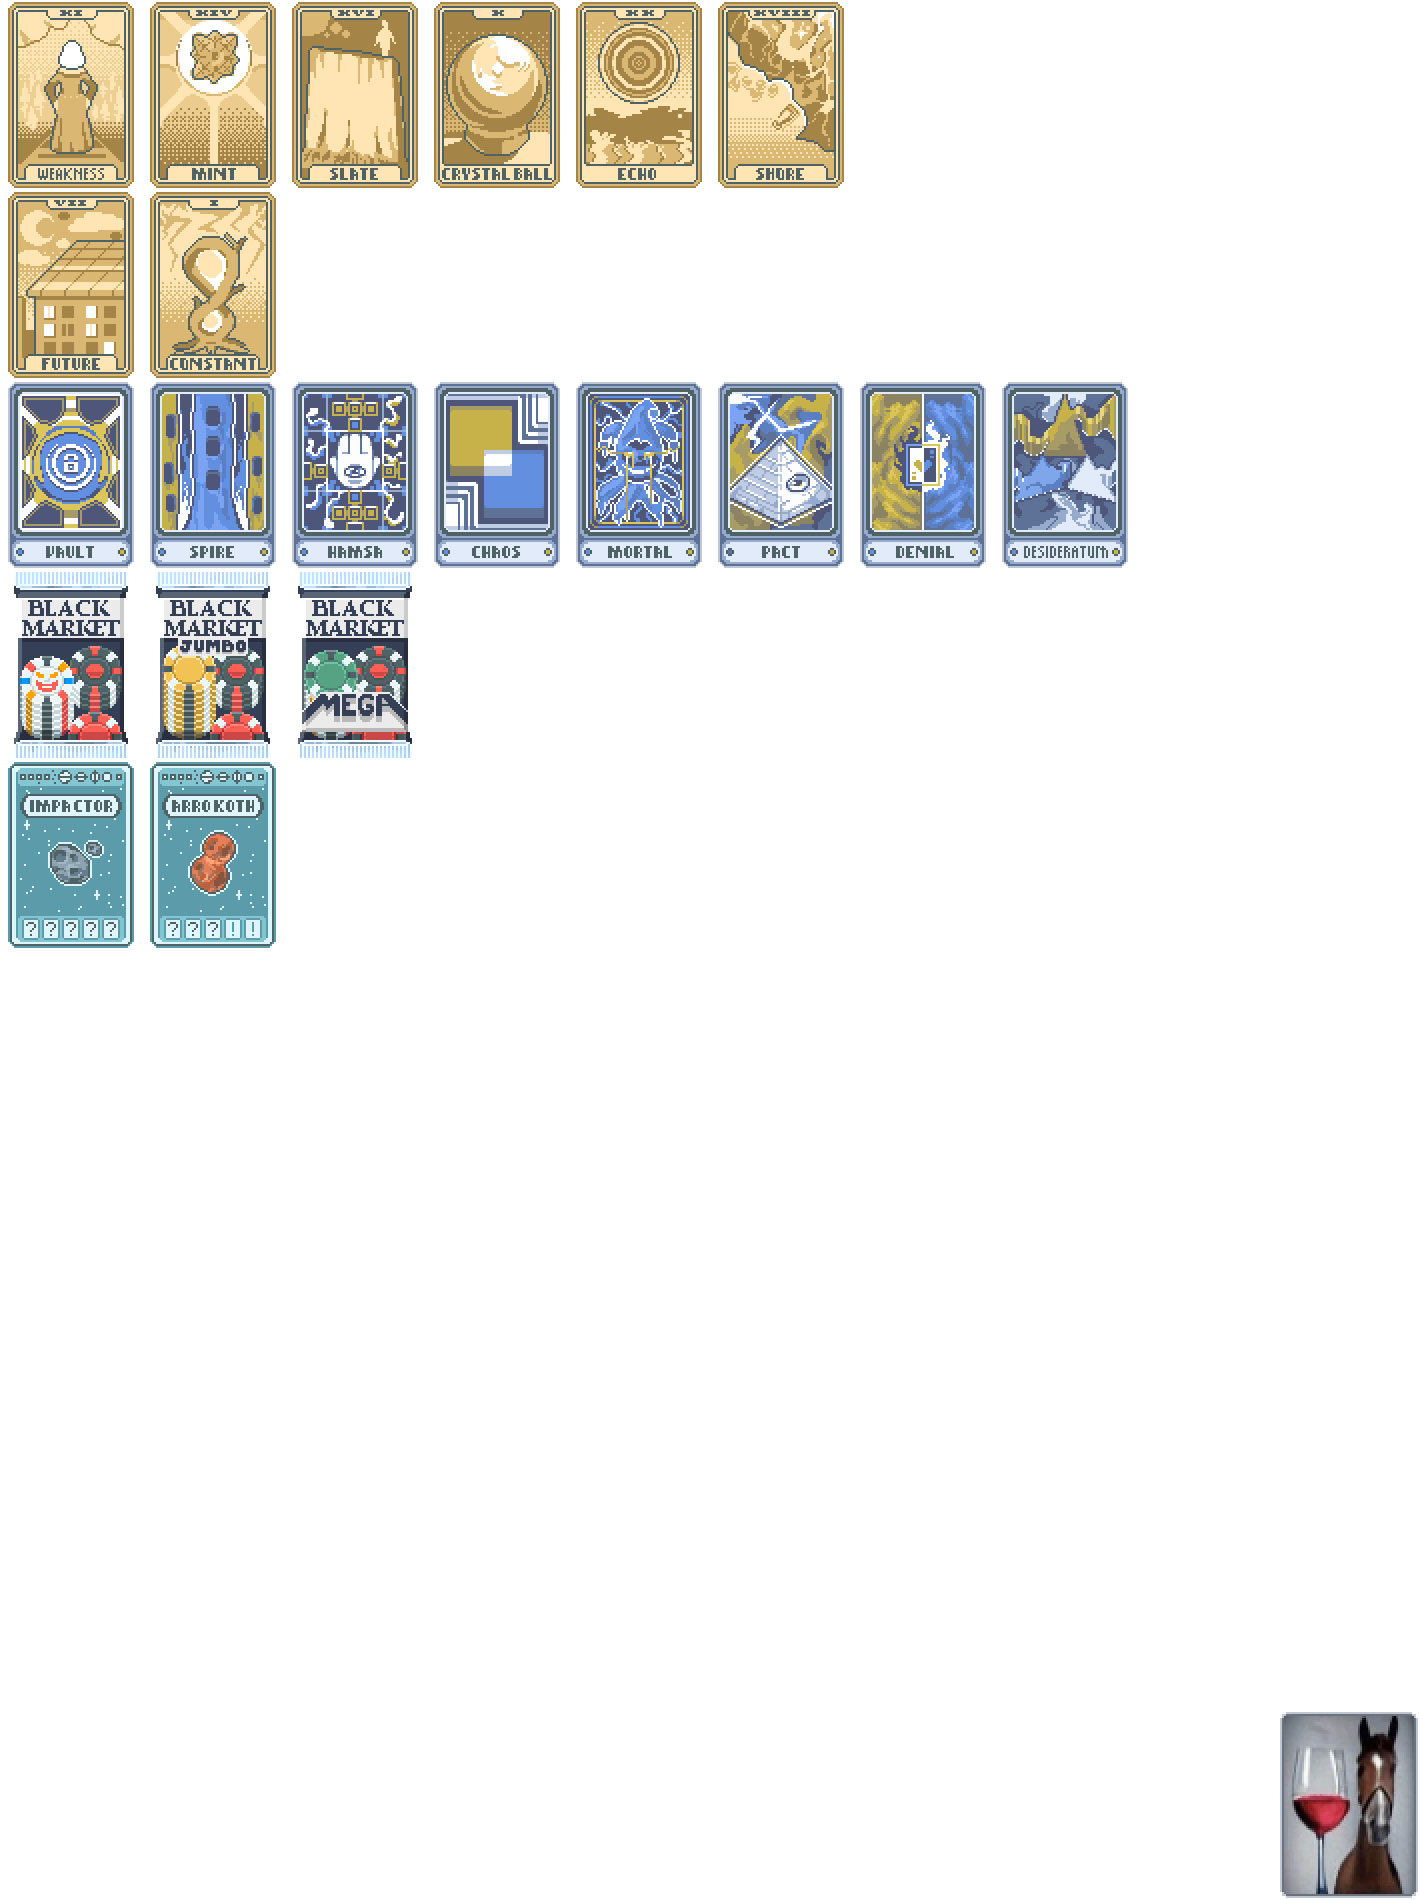 XI
WEAKNESS
XIV
MINT
XVI
SLATE
X
CRYSTAL BALL
XX
ECHO
XVIII
SHORE
VII
FUTURE
I
CONSTANT
VAULT
SPIRE
HAMSA
CHAOS
MORTAL
PACT
DENIAL
DESIDERATUM
BLACK
MARKET
BLACK
MARKET
JUMBO
BLACK
MARKET
MEGA
IMPACTOR
?????
ARROKOTH
???!!